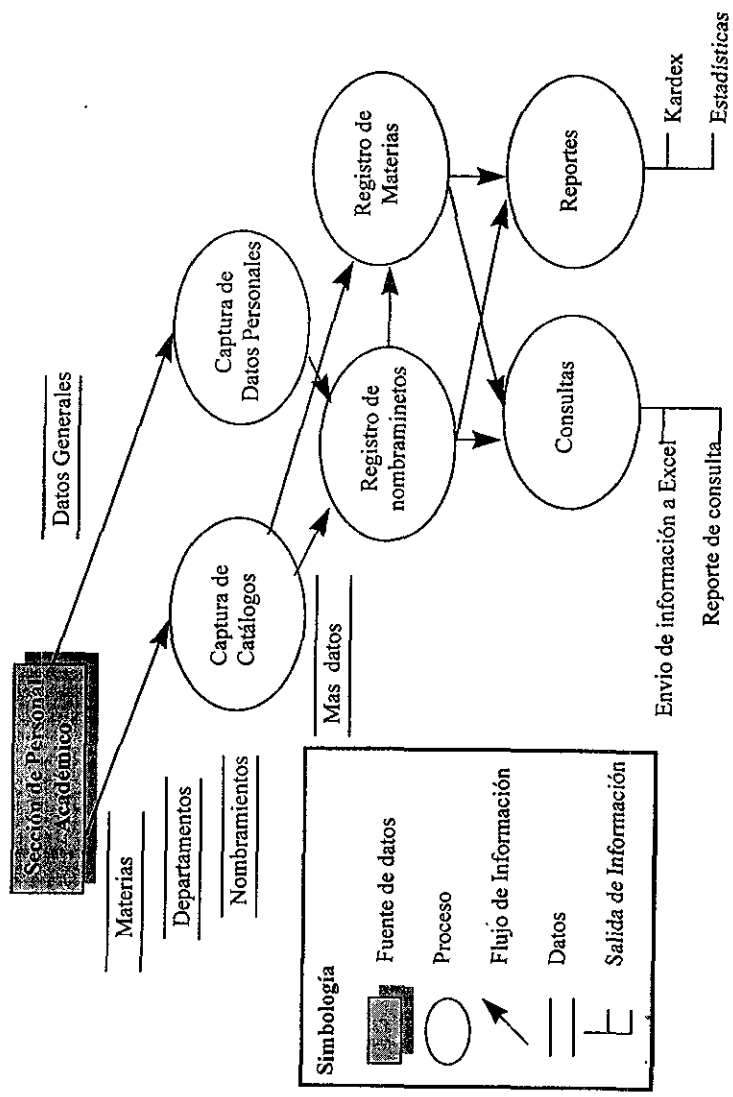 Sección de Personal
Académico
Datos Generales
Materias
Departamentos
Nombramientos
Captura de
Datos Personales
Captura de
Catálogos
Mas datos
Registro de
Materias
Registro de
nombraminetos
Reportes
Consultas
Kardex
Estadísticas
Envio de información a Excel
Reporte de consulta
Simbología
Fuente de datos
Proceso
Flujo de Información
Datos
Salida de Información